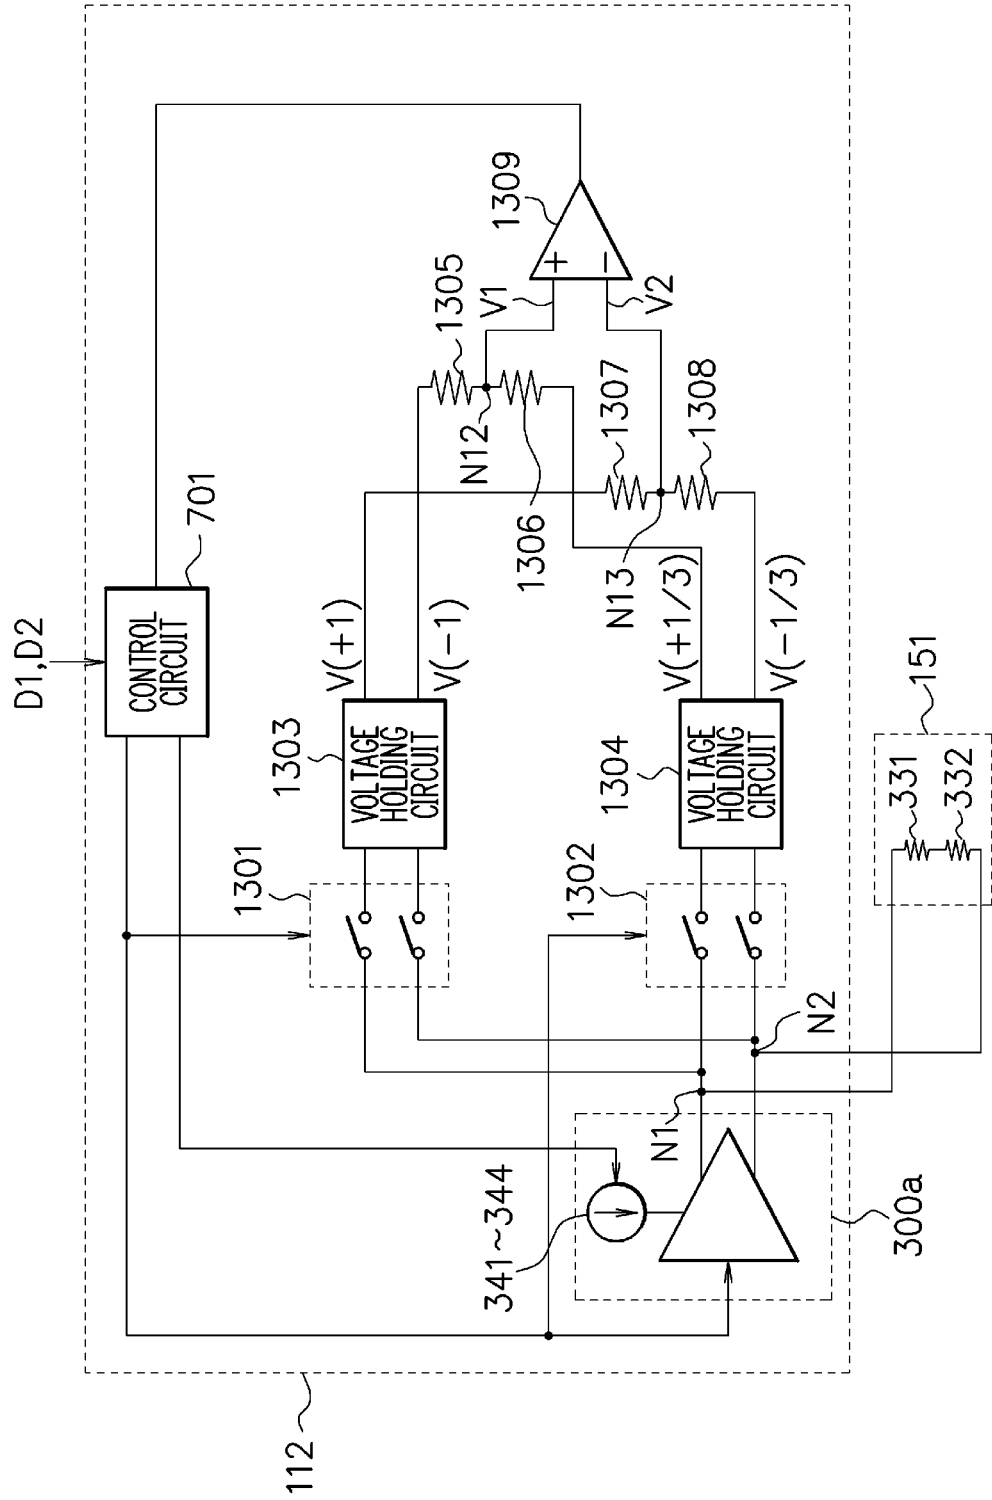 112
D1,D2
CONTROL
CIRCUIT
701
1301
1303
VOLTAGE
HOLDING
CIRCUIT
V(+1)
V(-1)
1305
N12
1306
V1
V2
1309
1307
1308
N13
1302
1304
VOLTAGE
HOLDING
CIRCUIT
V(+1/3)
V(-1/3)
341~344
N1
N2
300a
151
331
332